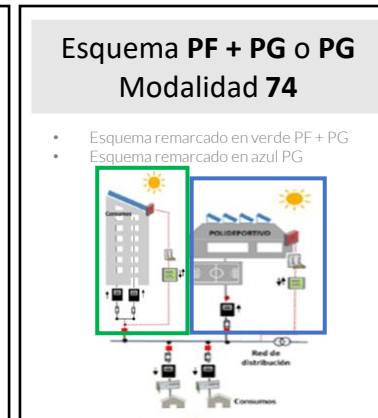 Esquema PF + PG o PG
Modalidad 74
• Esquema remarcado en verde PF + PG
• Esquema remarcado en azul PG
Consumos
POLIDEPORTIVO
Red de
distribución
Consumos